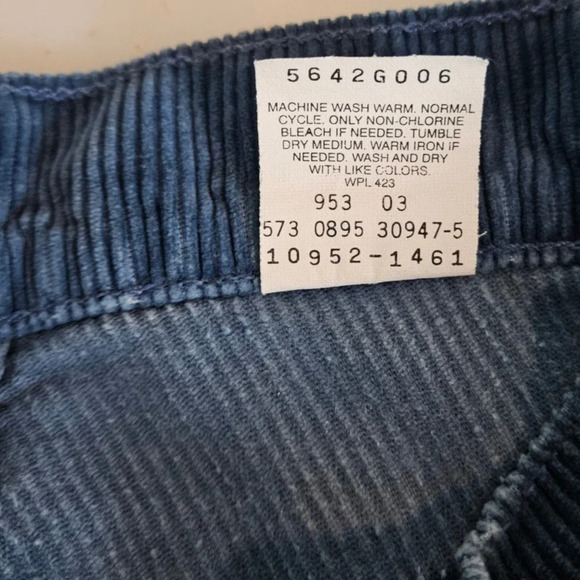 5642G006
MACHINE WASH WARM. NORMAL
CYCLE. ONLY NON-CHLORINE
BLEACH IF NEEDED. TUMBLE
DRY MEDIUM. WARM IRON IF
NEEDED. WASH AND DRY
WITH LIKE COLORS.
WPL 423
953 03
573 0895 30947-5
10952-1461